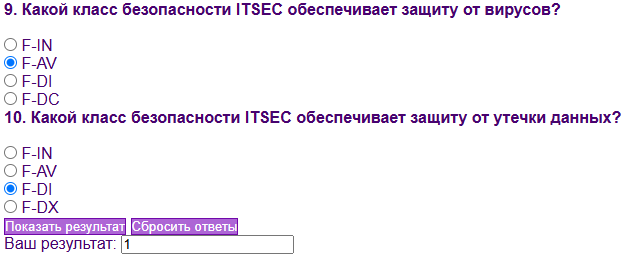 9. Какой класс безопасности ITSEC обеспечивает защиту от вирусов?
F-IN
F-AV
F-DI
F-DC
10. Какой класс безопасности ITSEC обеспечивает защиту от утечки данных?
F-IN
F-AV
F-DI
F-DX
Показать результат Сбросить ответы
Ваш результат: 1